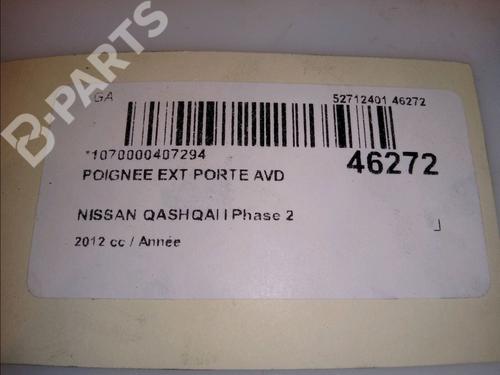 GA
52712401 46272
*1070000407294
46272
POIGNEE EXT PORTE AVD
NISSAN QASHQAI I Phase 2
2012 cc / Année
B-PARTS